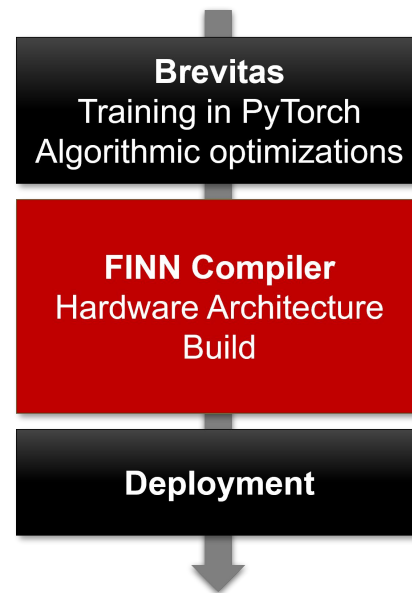 Brevitas
Training in PyTorch
Algorithmic optimizations
FINN Compiler
Hardware Architecture
Build
Deployment